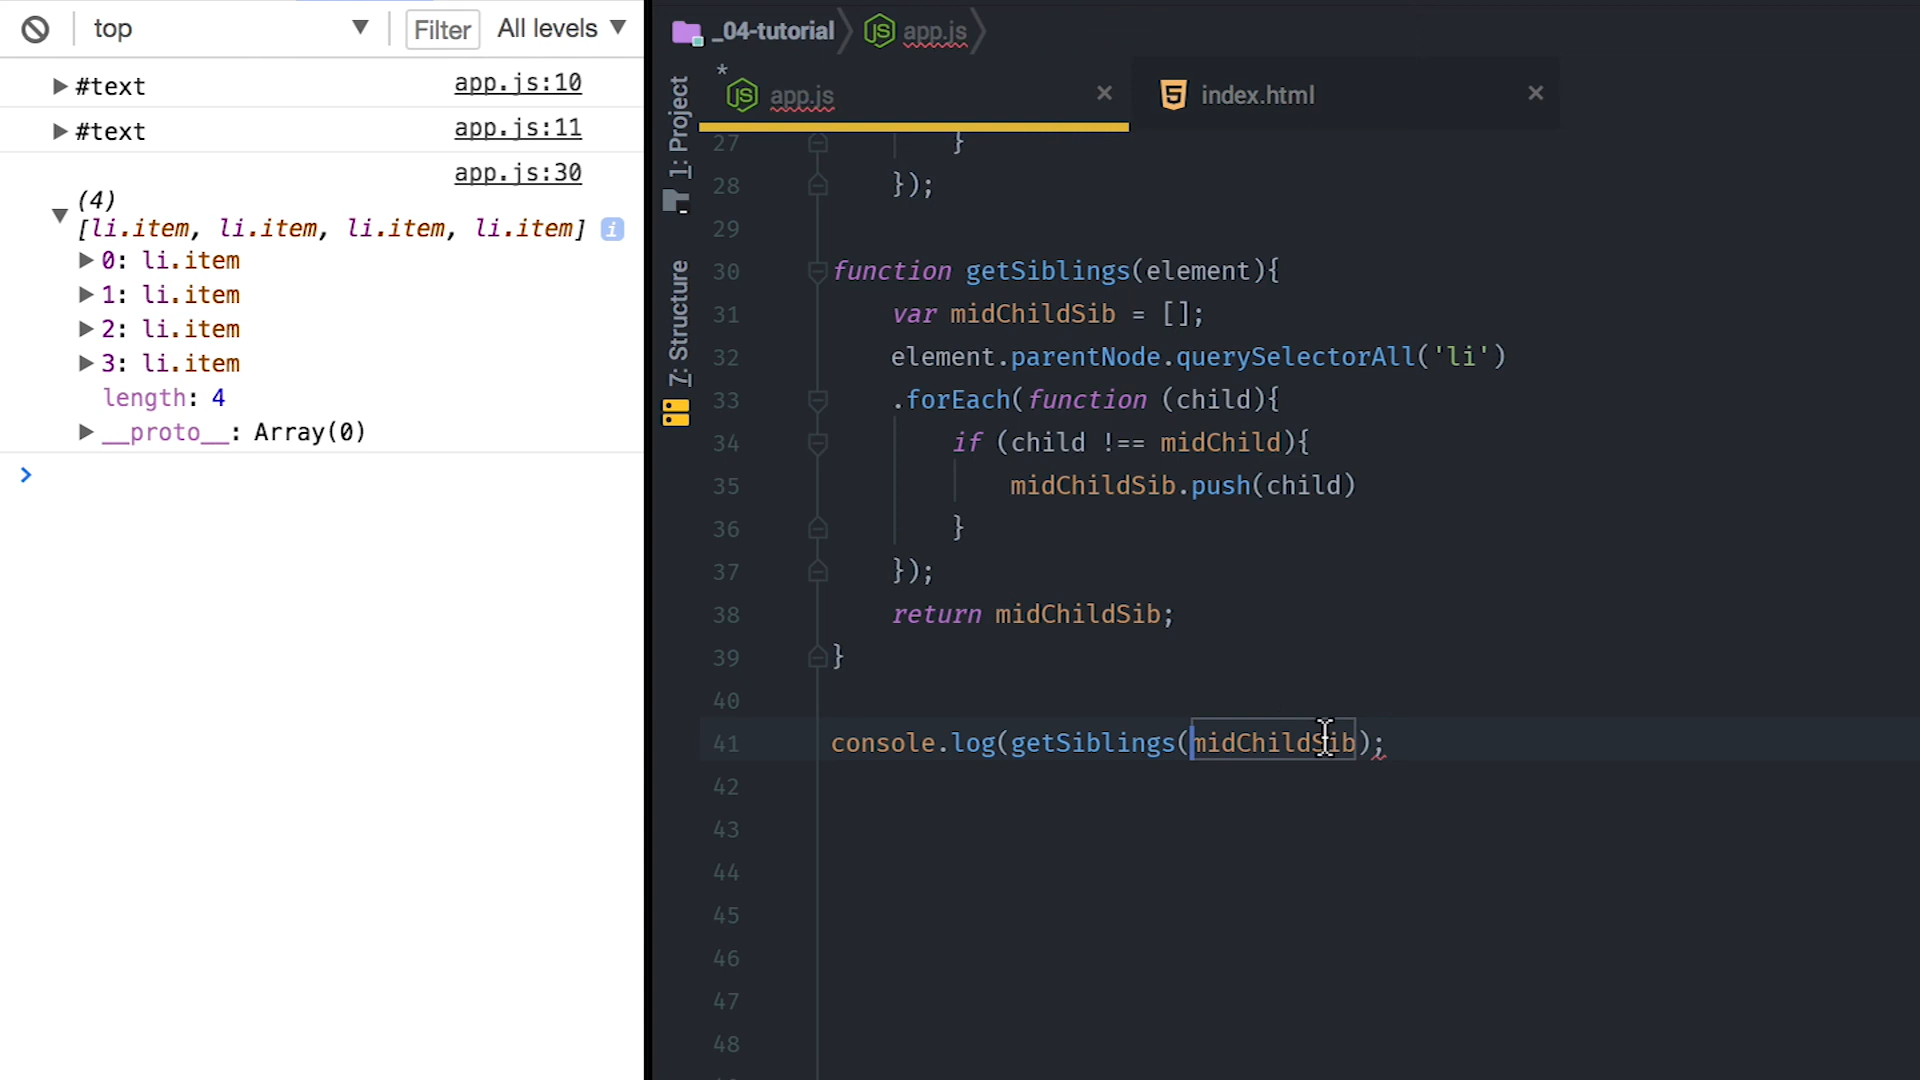 top
Filter
All levels
#text app.js:10
#text app.js:11
app.js:30
(4)
[li.item, li.item, li.item, li.item] i
0: li.item
1: li.item
2: li.item
3: li.item
length: 4
__proto__: Array(0)
>
_04-tutorial
app.js
*
JS app.js ×
5 index.html ×
1: Project
7: Structure
27 }
28 });
29
30 function getSiblings(element){
31 var midChildSib = [];
32 element.parentNode.querySelectorAll('li')
33 .forEach(function (child){
34 if (child !== midChild){
35 midChildSib.push(child)
36 }
37 });
38 return midChildSib;
39 }
40
41 console.log(getSiblings(midChildSib);
42
43
44
45
46
47
48